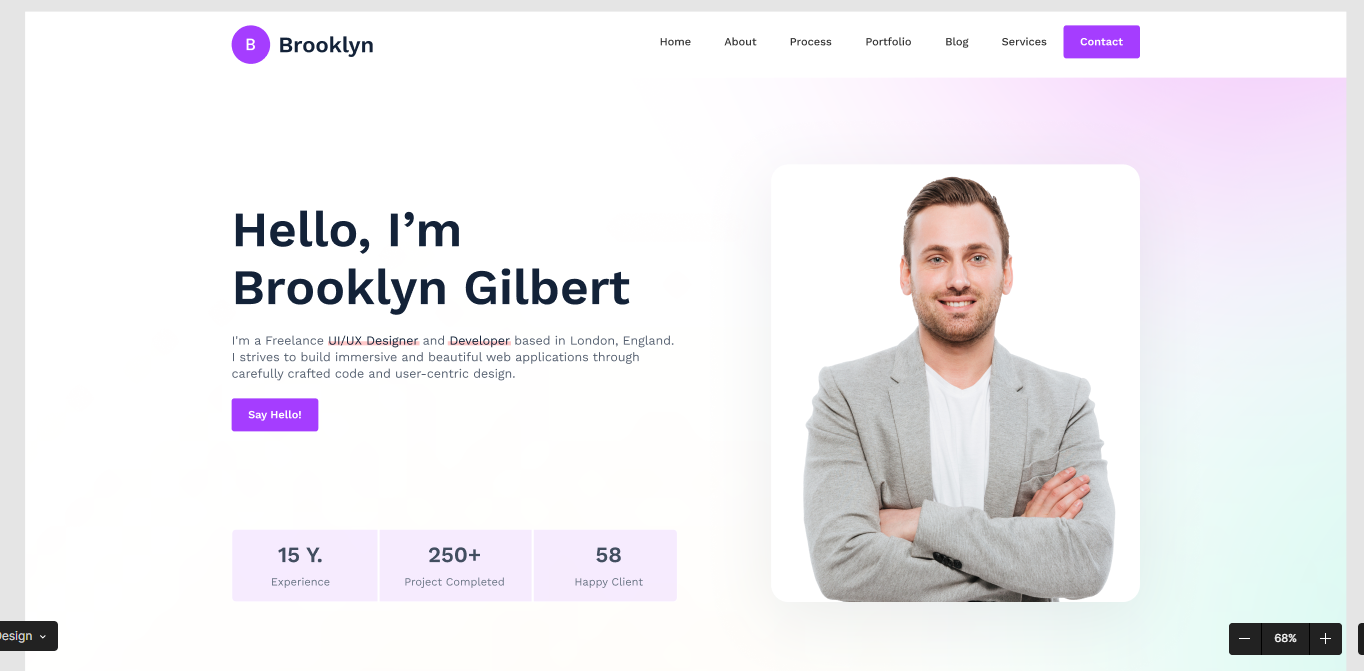 B Brooklyn
Home About Process Portfolio Blog Services Contact
Hello, I’m
Brooklyn Gilbert
I'm a Freelance UI/UX Designer and Developer based in London, England.
I strives to build immersive and beautiful web applications through
carefully crafted code and user-centric design.
Say Hello!
15 Y. 250+ 58
Experience Project Completed Happy Client
esign
68%